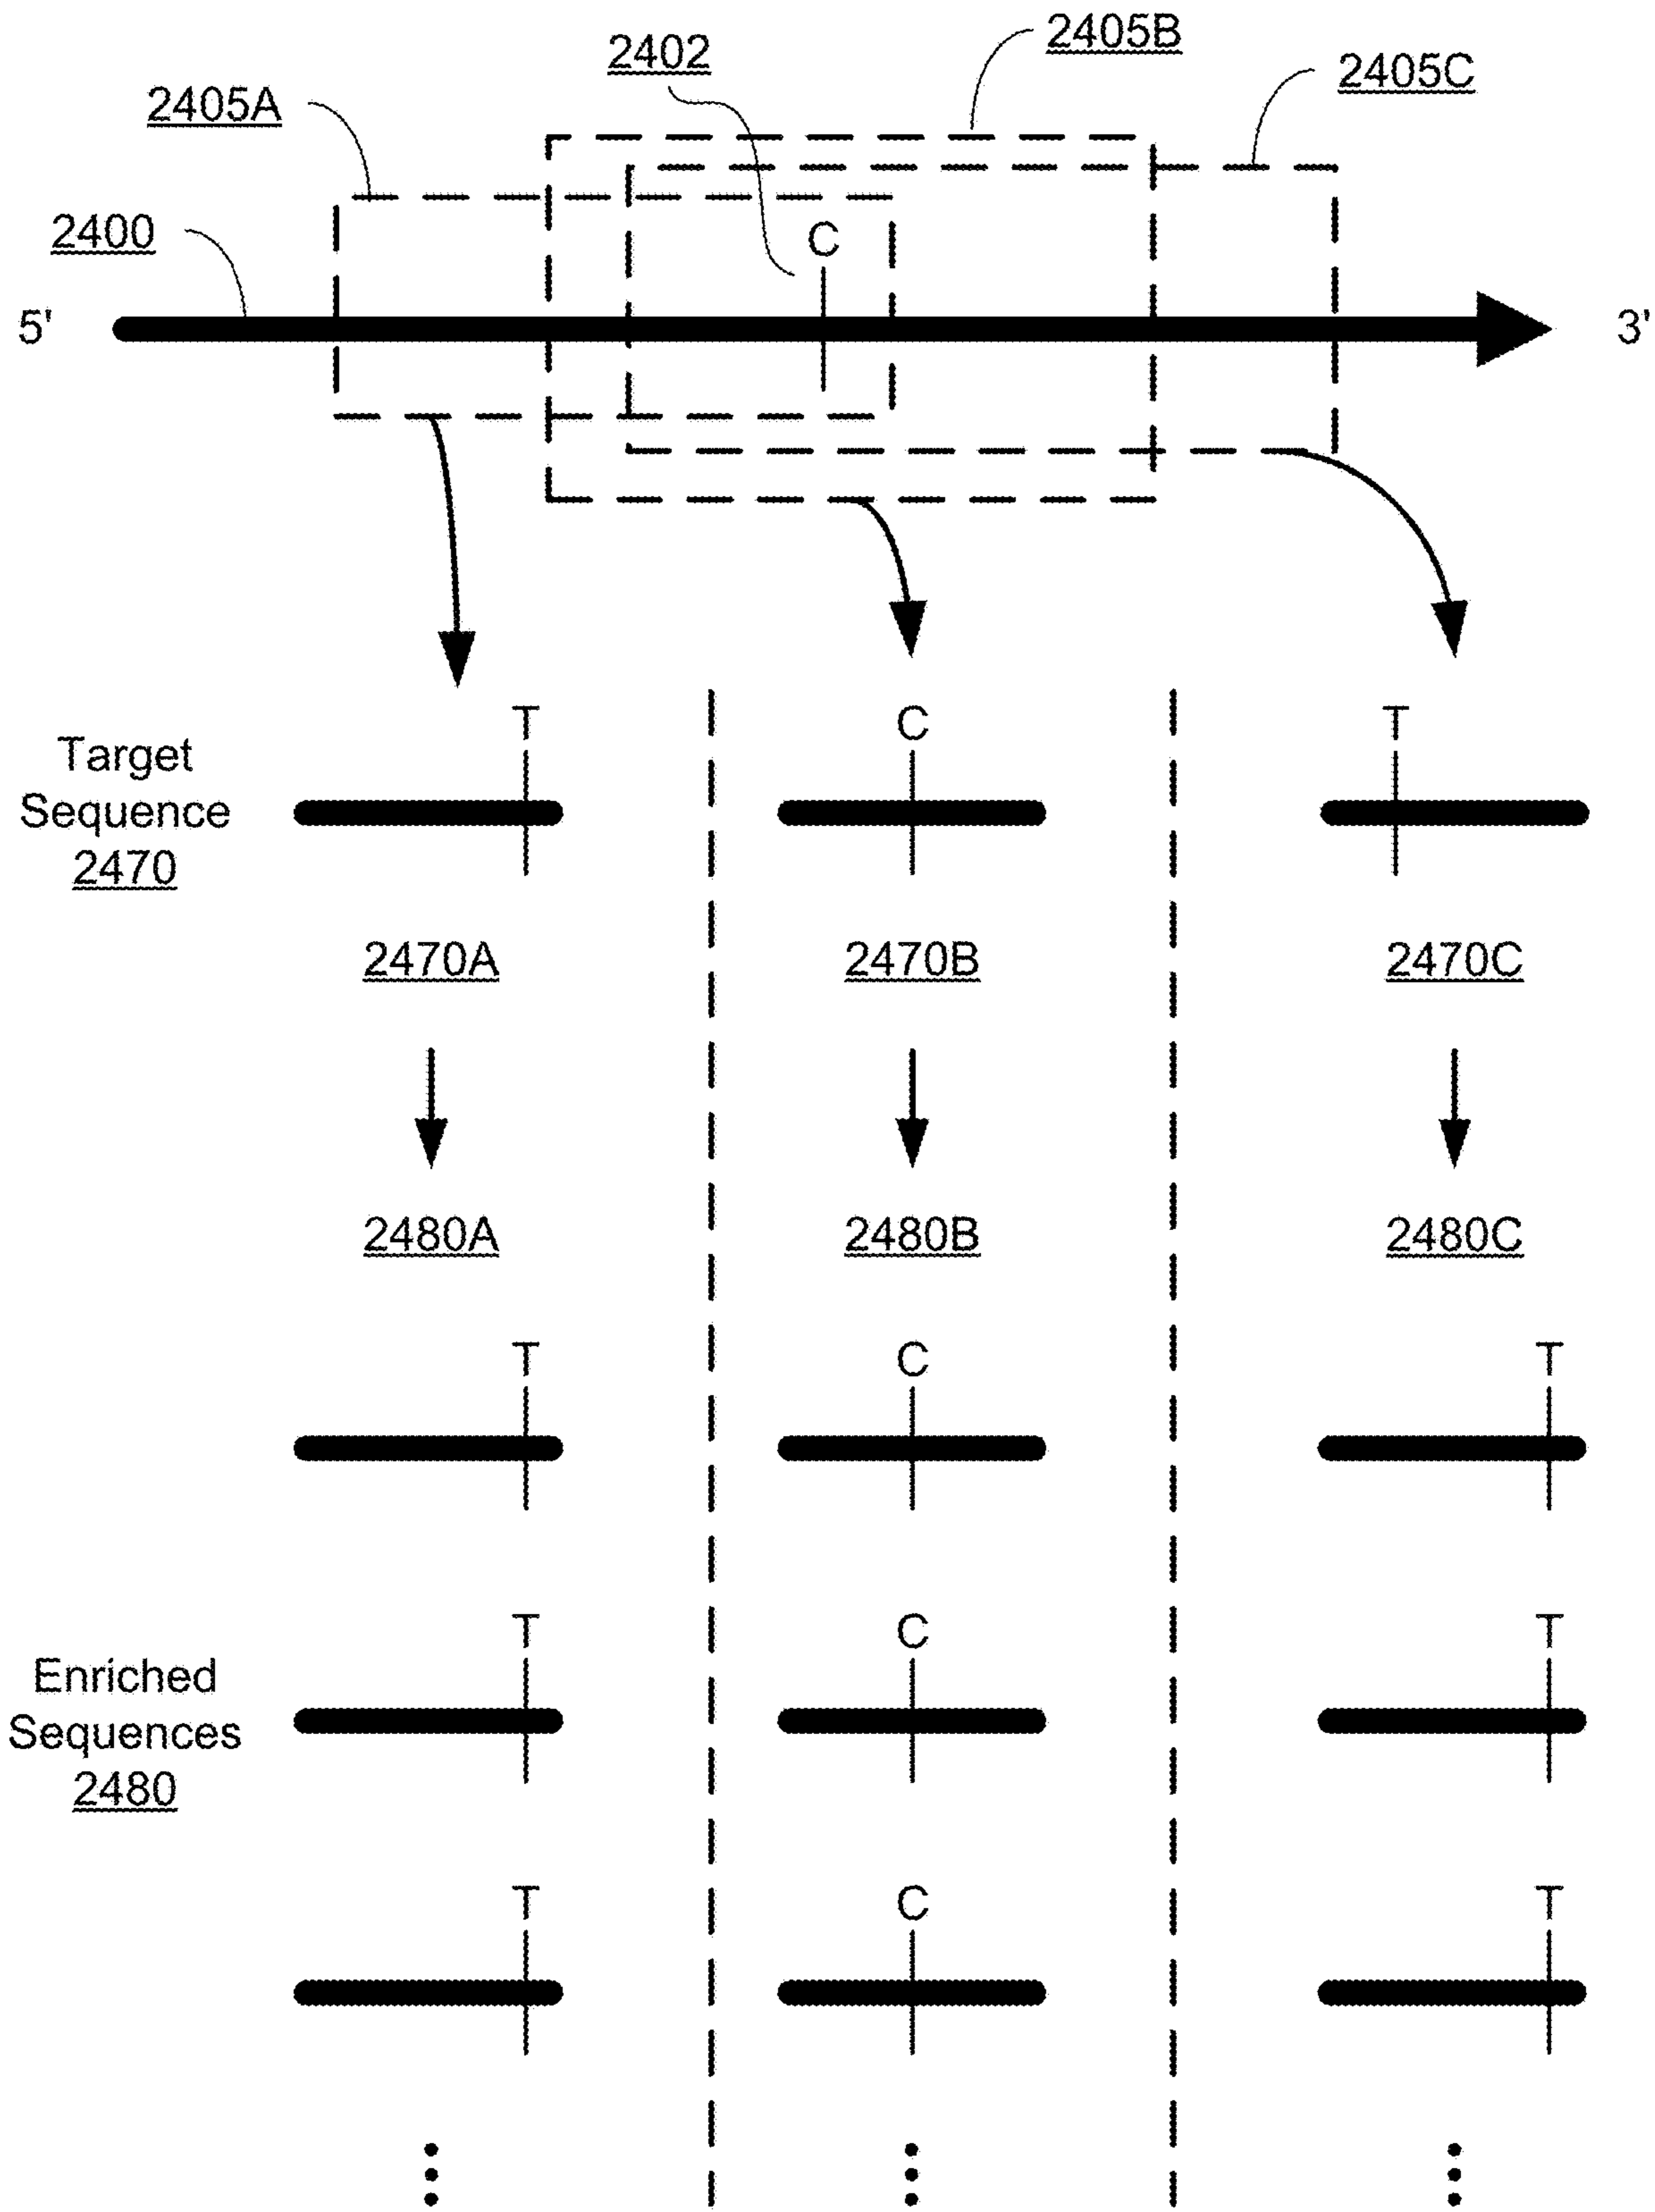 2405B
2402
2405C
2405A
2400
C
5'
3'
T
C
T
Target
Sequence
2470
2470A
2470B
2470C
2480A
2480B
2480C
T
C
T
T
C
T
Enriched
Sequences
2480
T
C
T